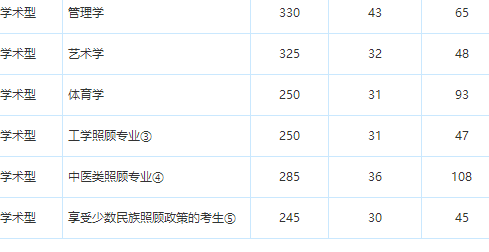 学术型 管理学 330 43 65
学术型 艺术学 325 32 48
学术型 体育学 250 31 93
学术型 工学照顾专业③ 250 31 47
学术型 中医类照顾专业④ 285 36 108
学术型 享受少数民族照顾政策的考生⑤ 245 30 45